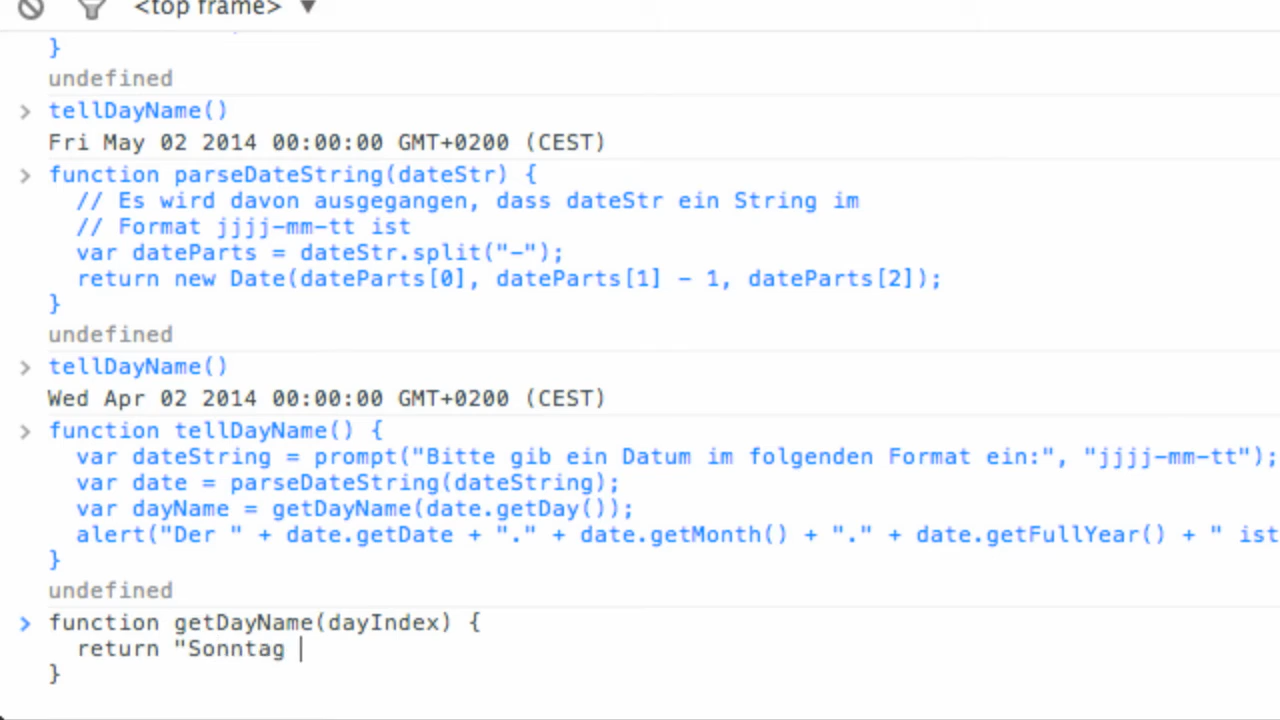 <top frame> ▼
}
undefined
> tellDayName()
Fri May 02 2014 00:00:00 GMT+0200 (CEST)
> function parseDateString(dateStr) {
// Es wird davon ausgegangen, dass dateStr ein String im
// Format jjjj-mm-tt ist
var dateParts = dateStr.split("-");
return new Date(dateParts[0], dateParts[1] - 1, dateParts[2]);
}
undefined
> tellDayName()
Wed Apr 02 2014 00:00:00 GMT+0200 (CEST)
> function tellDayName() {
var dateString = prompt("Bitte gib ein Datum im folgenden Format ein:", "jjjj-mm-tt");
var date = parseDateString(dateString);
var dayName = getDayName(date.getDay());
alert("Der " + date.getDate + "." + date.getMonth() + "." + date.getFullYear() + " ist
}
undefined
> function getDayName(dayIndex) {
return "Sonntag
}